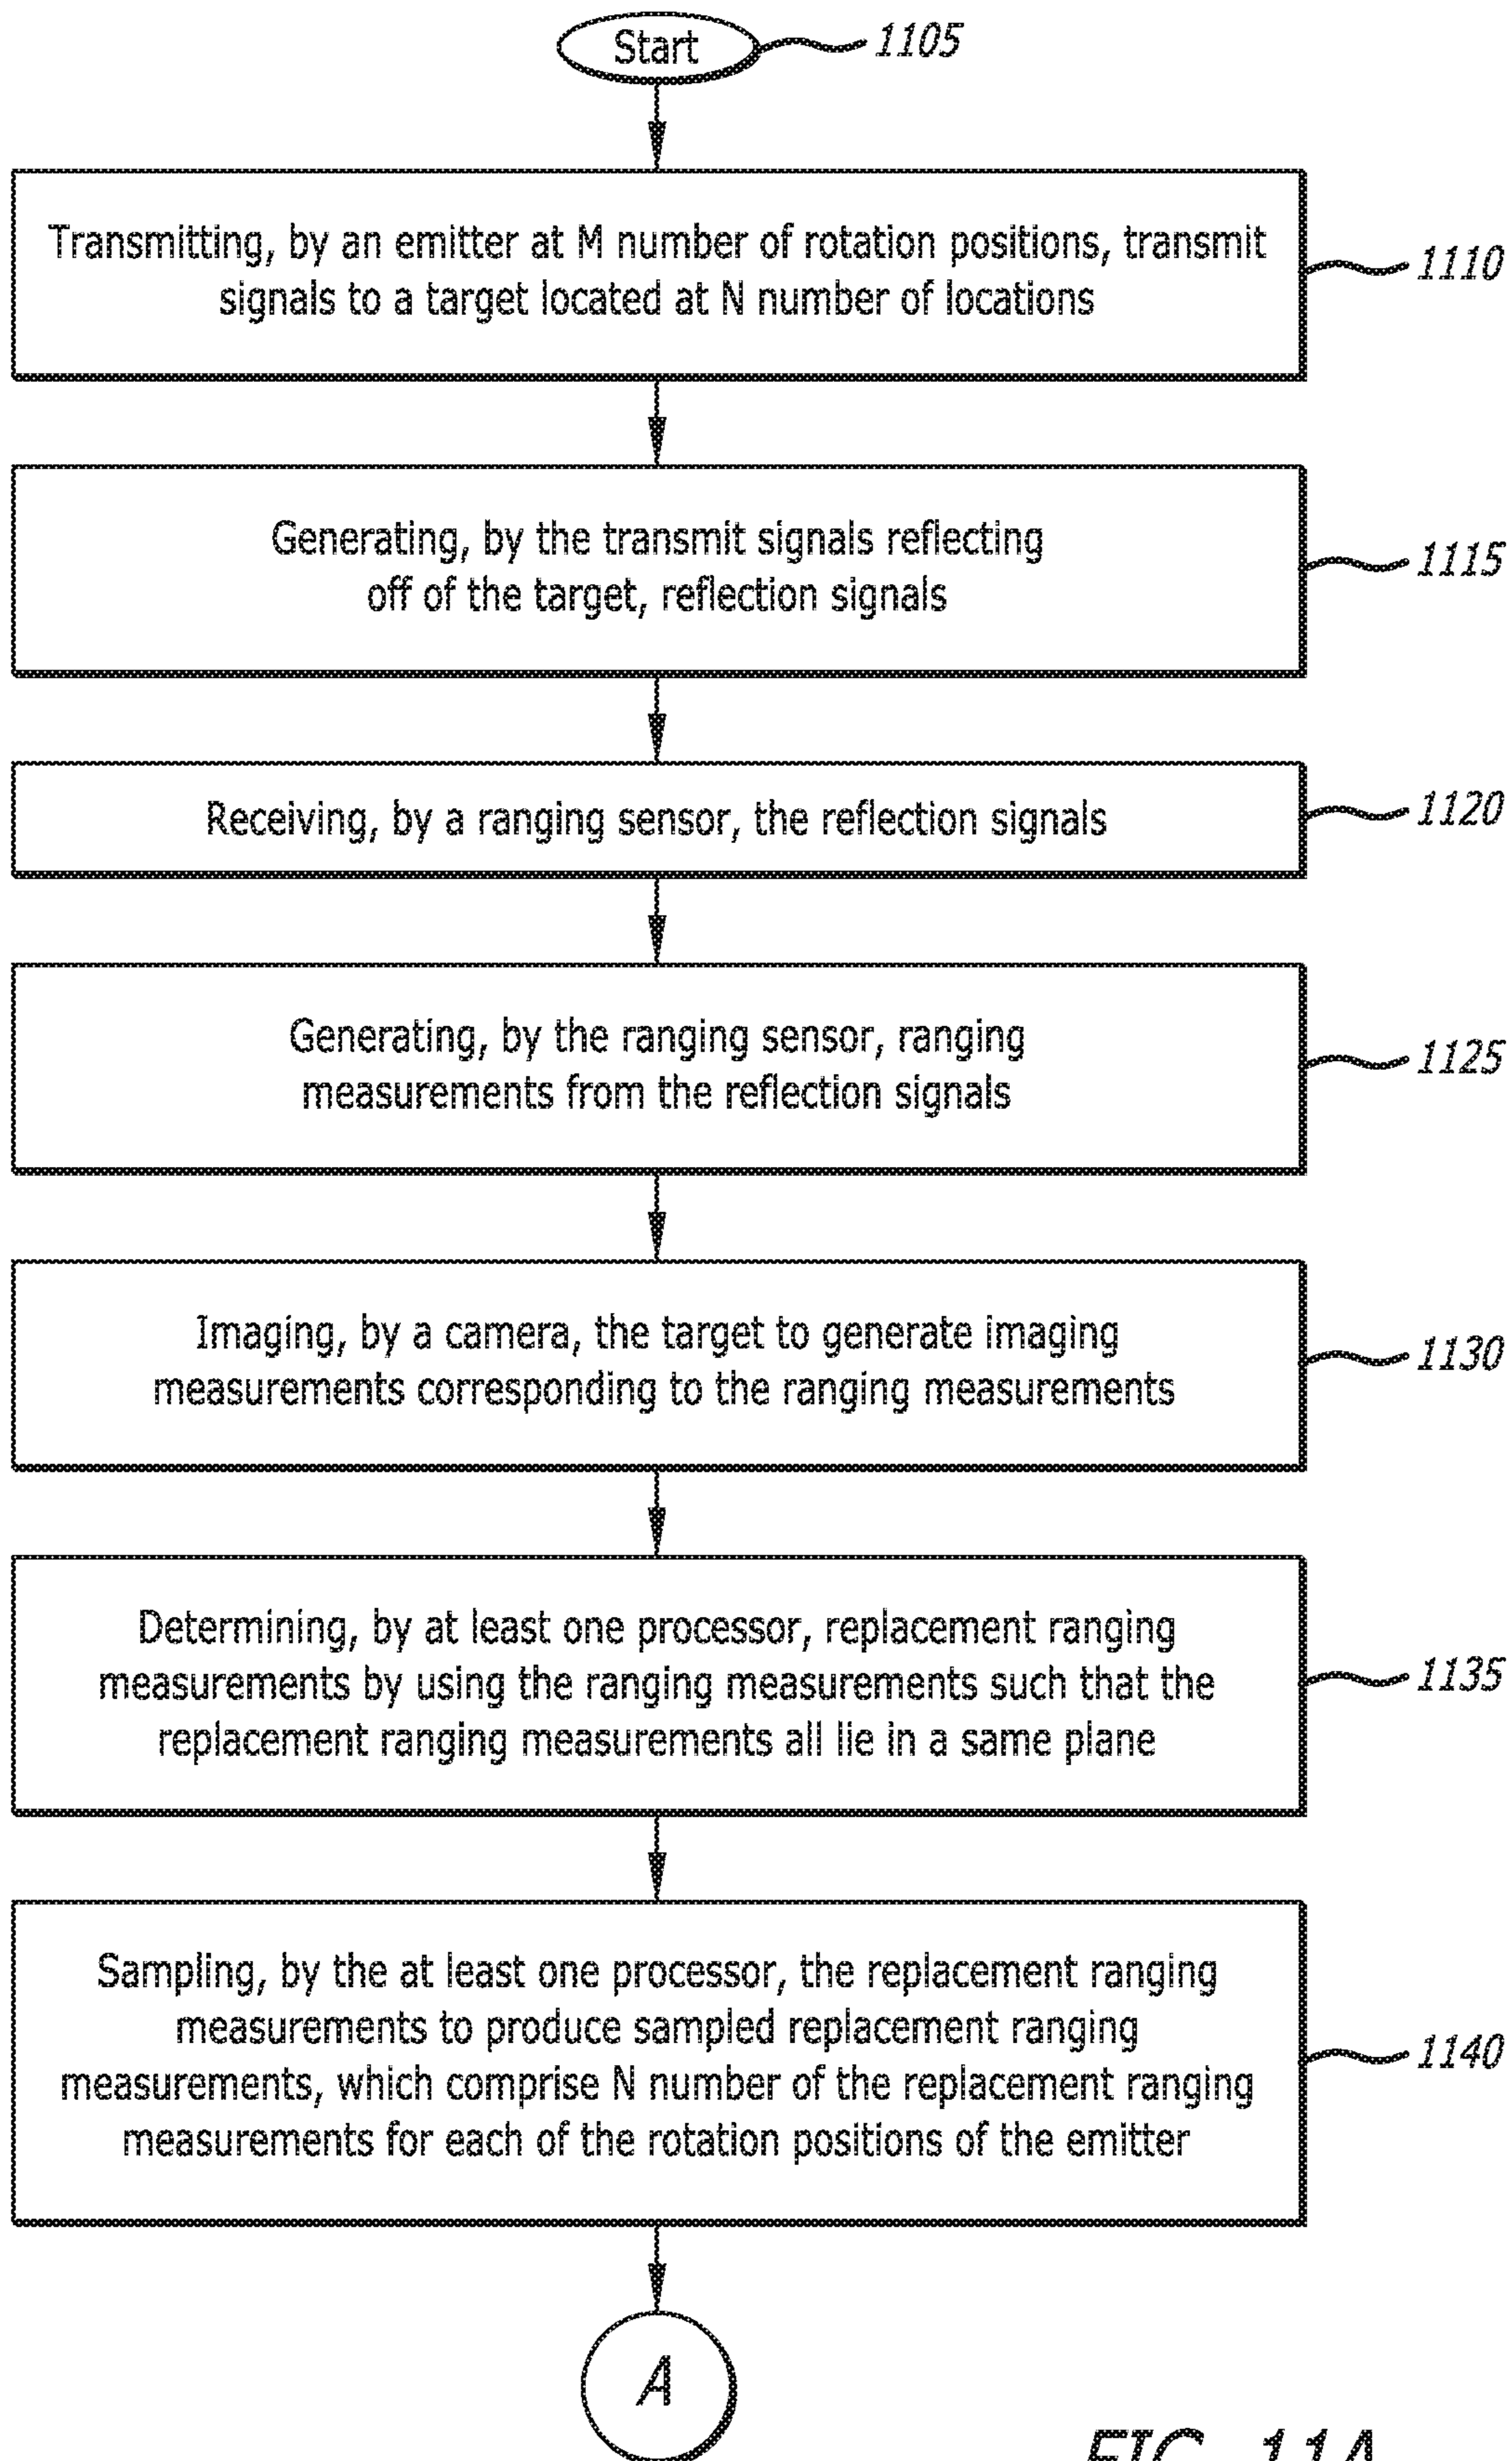 Start
1105
Transmitting, by an emitter at M number of rotation positions, transmit
signals to a target located at N number of locations
1110
Generating, by the transmit signals reflecting
off of the target, reflection signals
1115
Receiving, by a ranging sensor, the reflection signals
1120
Generating, by the ranging sensor, ranging
measurements from the reflection signals
1125
Imaging, by a camera, the target to generate imaging
measurements corresponding to the ranging measurements
1130
Determining, by at least one processor, replacement ranging
measurements by using the ranging measurements such that the
replacement ranging measurements all lie in a same plane
1135
Sampling, by the at least one processor, the replacement ranging
measurements to produce sampled replacement ranging
measurements, which comprise N number of the replacement ranging
measurements for each of the rotation positions of the emitter
1140
A
FIG. 11A